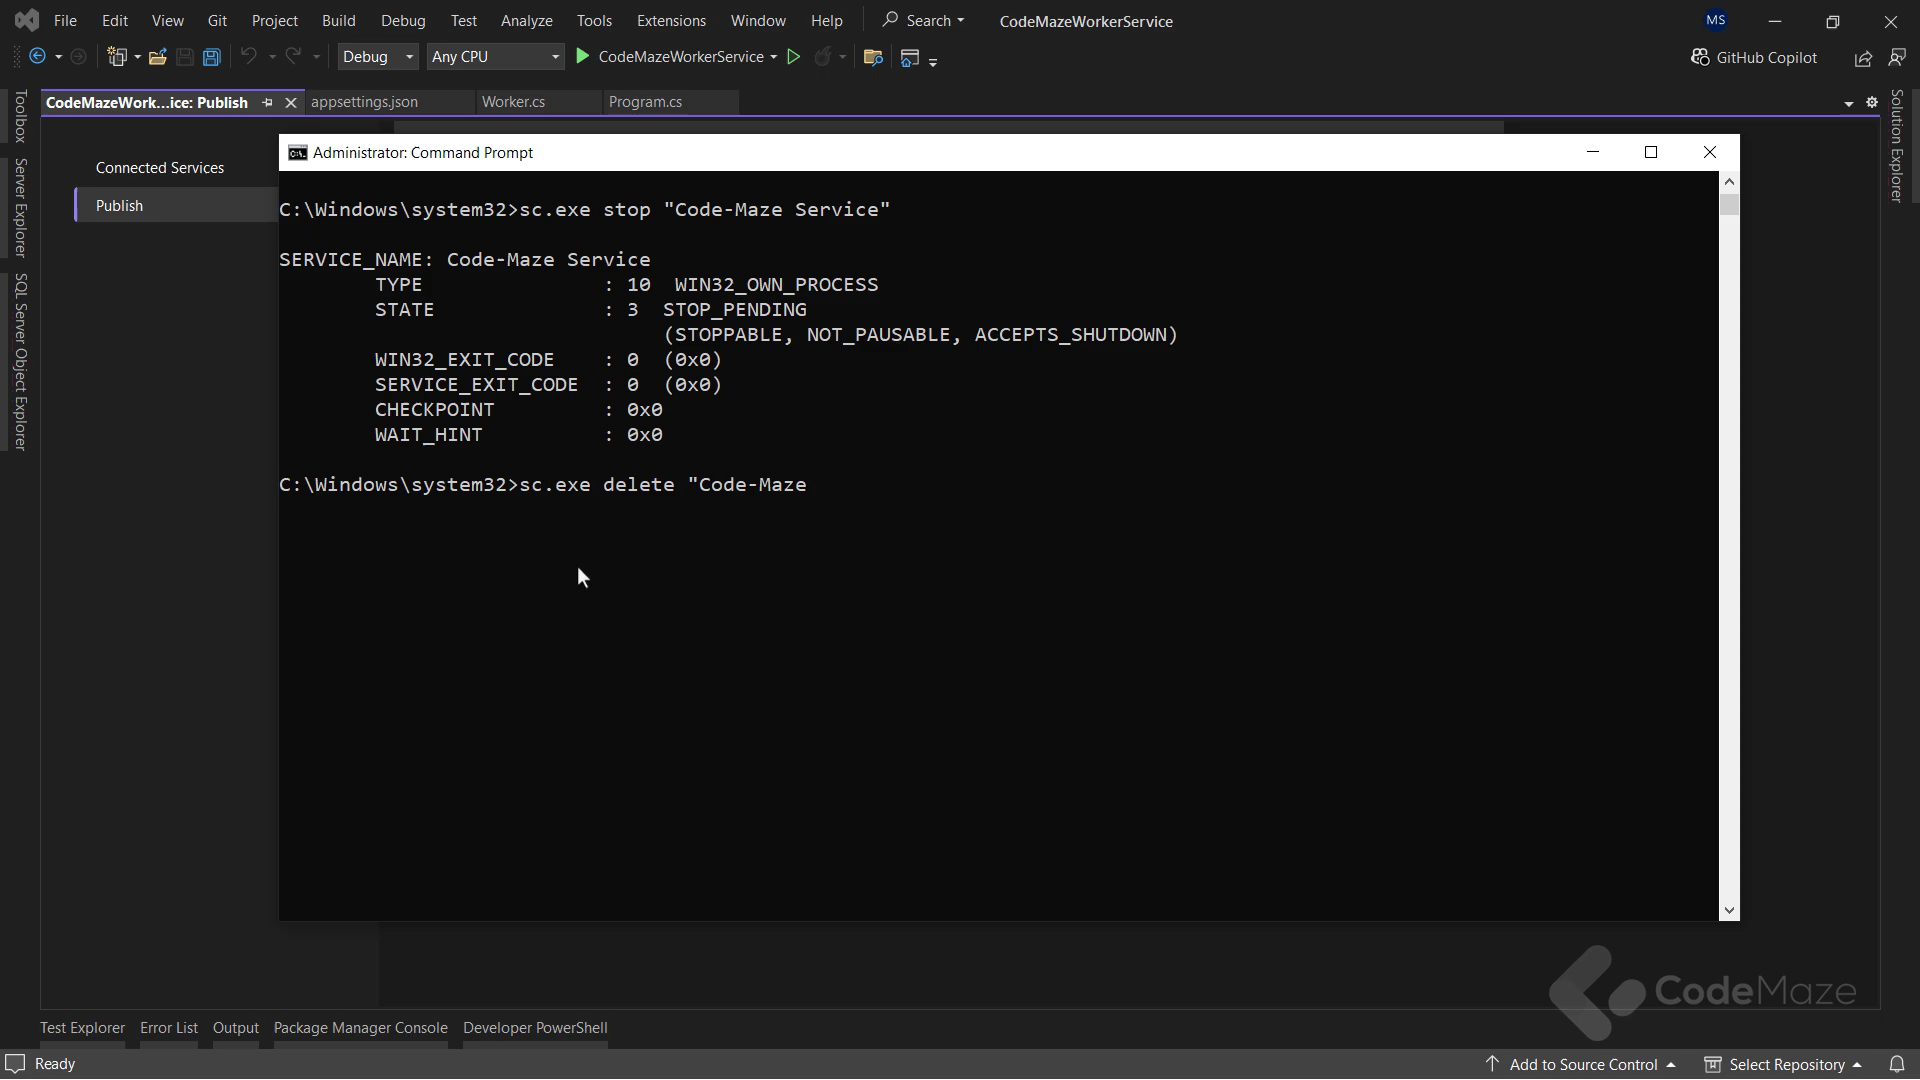 File Edit View Git Project Build Debug Test Analyze Tools Extensions Window Help Search CodeMazeWorkerService MS
Debug Any CPU CodeMazeWorkerService GitHub Copilot
CodeMazeWork...ice: Publish appsettings.json Worker.cs Program.cs
Toolbox
Server Explorer
SQL Server Object Explorer
Solution Explorer
Connected Services
Publish
Administrator: Command Prompt
C:\Windows\system32>sc.exe stop "Code-Maze Service"
SERVICE_NAME: Code-Maze Service
TYPE : 10 WIN32_OWN_PROCESS
STATE : 3 STOP_PENDING
(STOPPABLE, NOT_PAUSABLE, ACCEPTS_SHUTDOWN)
WIN32_EXIT_CODE : 0 (0x0)
SERVICE_EXIT_CODE : 0 (0x0)
CHECKPOINT : 0x0
WAIT_HINT : 0x0
C:\Windows\system32>sc.exe delete "Code-Maze
CodeMaze
Test Explorer Error List Output Package Manager Console Developer PowerShell
Ready Add to Source Control Select Repository